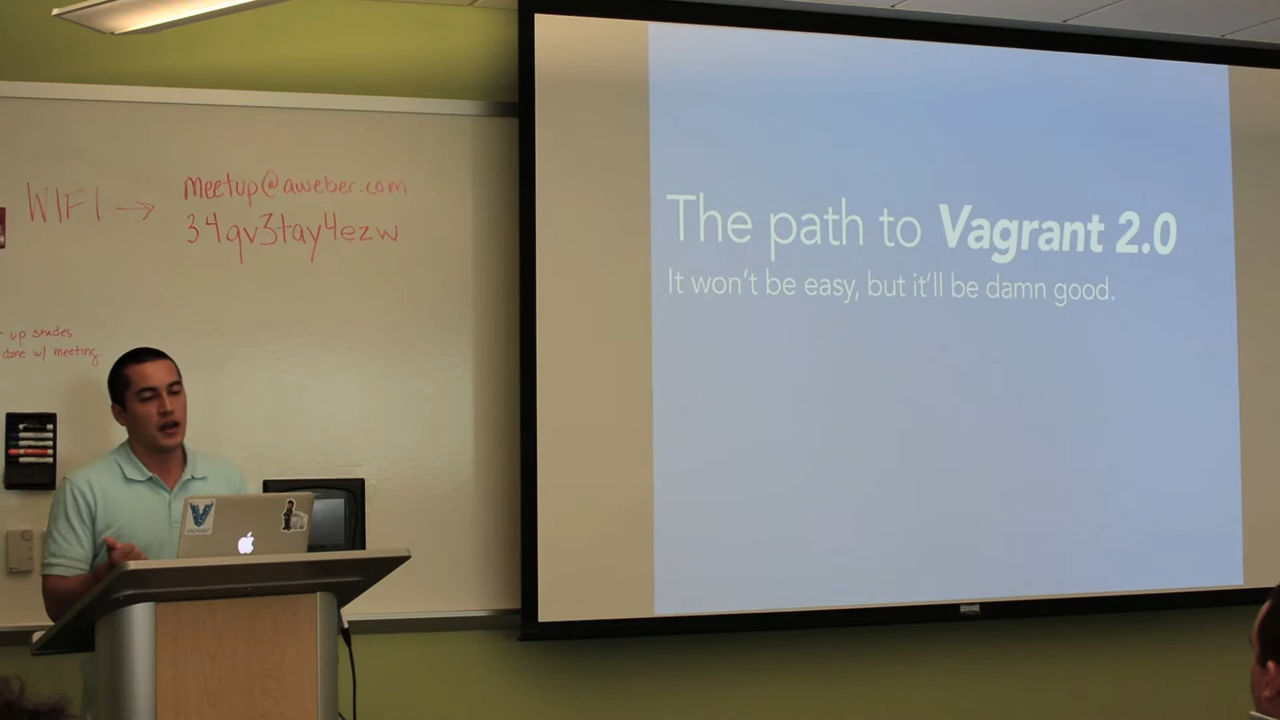 WIFI → meetup@aweber.com
34qv3tay4ezw
up shades
done w/ meeting.
The path to Vagrant 2.0
It won't be easy, but it'll be damn good.
VAGRANT